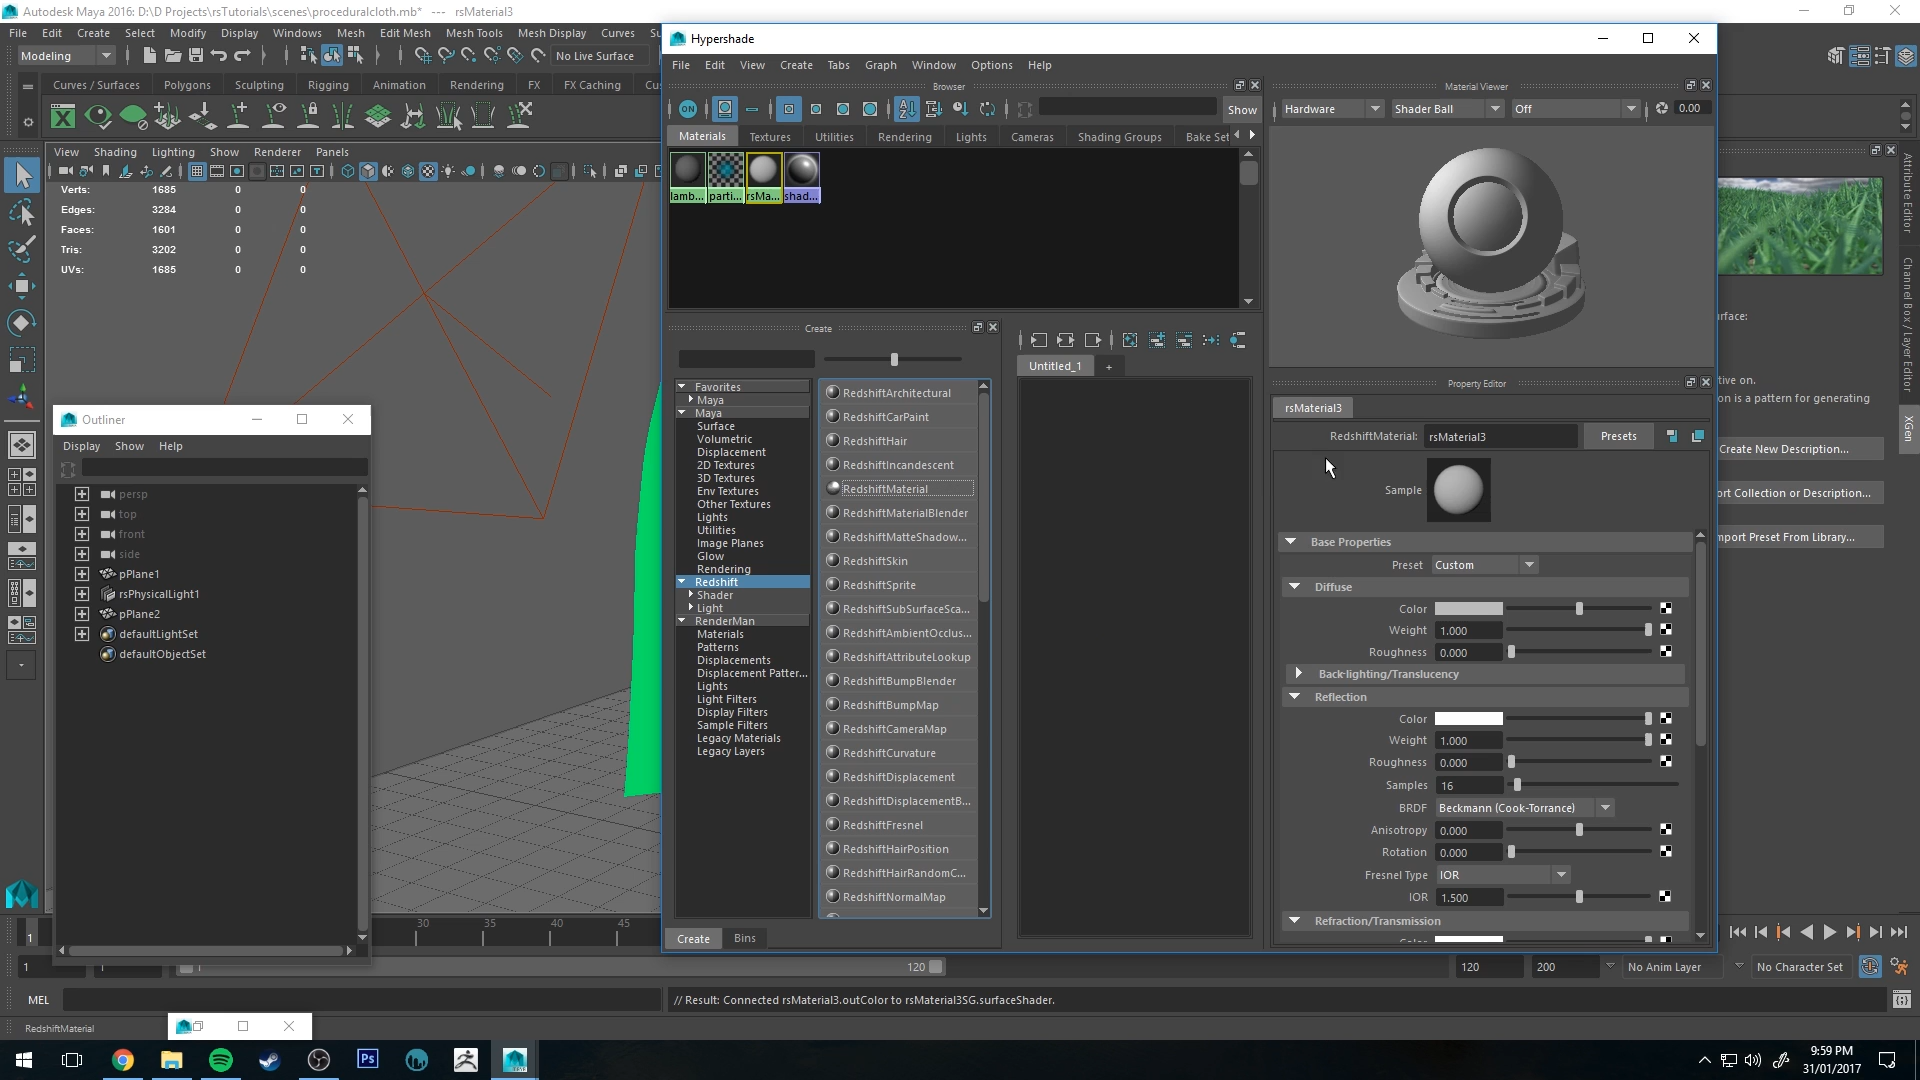 Autodesk Maya 2016: D:\D Projects\rsTutorials\scenes\proceduralcloth.mb* --- rsMaterial3
File Edit Create Select Modify Display Windows Mesh Edit Mesh Mesh Tools Mesh Display Curves
Modeling
No Live Surface
Curves / Surfaces Polygons Sculpting Rigging Animation Rendering FX FX Caching
View Shading Lighting Show Renderer Panels
Verts: 1685 0 0
Edges: 3284 0 0
Faces: 1601 0 0
Tris: 3202 0 0
UVs: 1685 0 0
Outliner
Display Show Help
persp
top
front
side
pPlane1
rsPhysicalLight1
pPlane2
defaultLightSet
defaultObjectSet
Hypershade
File Edit View Create Tabs Graph Window Options Help
Browser
ON
Show
Materials Textures Utilities Rendering Lights Cameras Shading Groups Bake Set
lamb... parti... rsMa... shad...
Create
Favorites
Maya
Maya
Surface
Volumetric
Displacement
2D Textures
3D Textures
Env Textures
Other Textures
Lights
Utilities
Image Planes
Glow
Rendering
Redshift
Shader
Light
RenderMan
Materials
Patterns
Displacements
Displacement Patter...
Lights
Light Filters
Display Filters
Sample Filters
Legacy Materials
Legacy Layers
RedshiftArchitectural
RedshiftCarPaint
RedshiftHair
RedshiftIncandescent
RedshiftMaterial
RedshiftMaterialBlender
RedshiftMatteShadow...
RedshiftSkin
RedshiftSprite
RedshiftSubSurfaceSca...
RedshiftAmbientOcclus...
RedshiftAttributeLookup
RedshiftBumpBlender
RedshiftBumpMap
RedshiftCameraMap
RedshiftCurvature
RedshiftDisplacement
RedshiftDisplacementB...
RedshiftFresnel
RedshiftHairPosition
RedshiftHairRandomC...
RedshiftNormalMap
Create Bins
Untitled_1 +
Material Viewer
Hardware Shader Ball Off 0.00
Property Editor
rsMaterial3
RedshiftMaterial: rsMaterial3 Presets
Sample
Base Properties
Preset Custom
Diffuse
Color
Weight 1.000
Roughness 0.000
Back-lighting/Translucency
Reflection
Color
Weight 1.000
Roughness 0.000
Samples 16
BRDF Beckmann (Cook-Torrance)
Anisotropy 0.000
Rotation 0.000
Fresnel Type IOR
IOR 1.500
Refraction/Transmission
Color
rface:
tive on.
on is a pattern for generating
Create New Description...
ort Collection or Description...
mport Preset From Library...
Attribute Editor
Channel Box / Layer Editor
XGen
1 30 35 40 45
1 1 1 120 120 200 No Anim Layer No Character Set
MEL // Result: Connected rsMaterial3.outColor to rsMaterial3SG.surfaceShader.
RedshiftMaterial
Ps
9:59 PM
31/01/2017